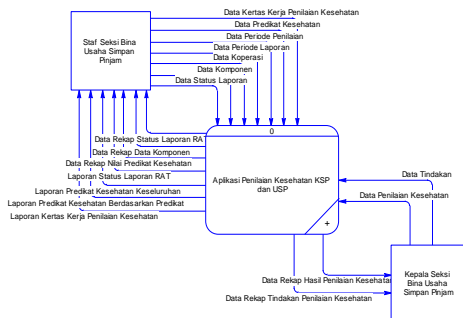 Data Kertas Kerja Penilaian Kesehatan
Data Predikat Kesehatan
Data Periode Penilaian
Data Periode Laporan
Data Koperasi
Data Komponen
Data Status Laporan
Staf Seksi Bina
Usaha Simpan
Pinjam
0
Aplikasi Penilaian Kesehatan KSP
dan USP
+
Data Rekap Status Laporan RAT
Data Rekap Data Komponen
Data Rekap Nilai Predikat Kesehatan
Laporan Status Laporan RAT
Laporan Predikat Kesehatan Keseluruhan
Laporan Predikat Kesehatan Berdasarkan Predikat
Laporan Kertas Kerja Penilaian Kesehatan
Data Tindakan
Data Penilaian Kesehatan
Data Rekap Hasil Penilaian Kesehatan
Data Rekap Tindakan Penilaian Kesehatan
Kepala Seksi
Bina Usaha
Simpan Pinjam